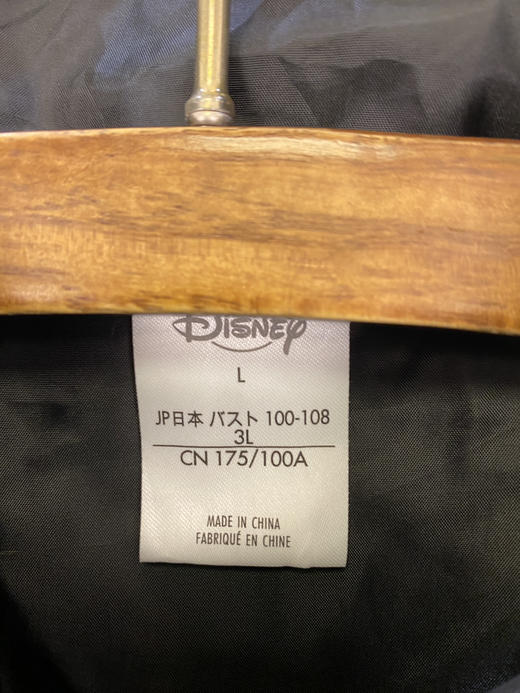 Disney
L
JP日本 バスト 100-108
3L
CN 175/100A
MADE IN CHINA
FABRIQUÉ EN CHINE